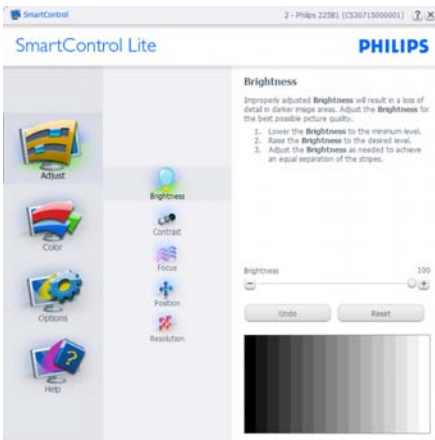 SmartControl
2 - Philips 225B1 (CS30715000001)
SmartControl Lite
PHILIPS
Adjust
Color
Options
Help
Brightness
Contrast
Focus
Position
Resolution
Brightness
Improperly adjusted Brightness will result in a loss of
detail in darker image areas. Adjust the Brightness for
the best possible picture quality.
1. Lower the Brightness to the minimum level.
2. Raise the Brightness to the desired level.
3. Adjust the Brightness as needed to achieve
an equal separation of the stripes.
Brightness 100
Undo
Reset